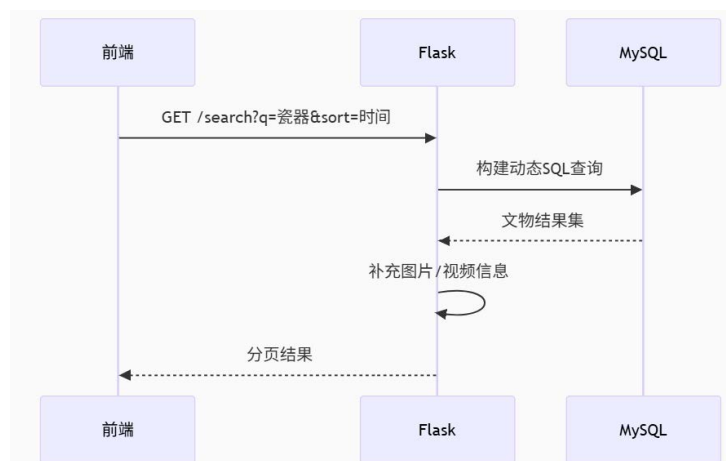 前端
Flask
MySQL
GET /search?q=瓷器&sort=时间
构建动态SQL查询
文物结果集
补充图片/视频信息
分页结果
前端
Flask
MySQL